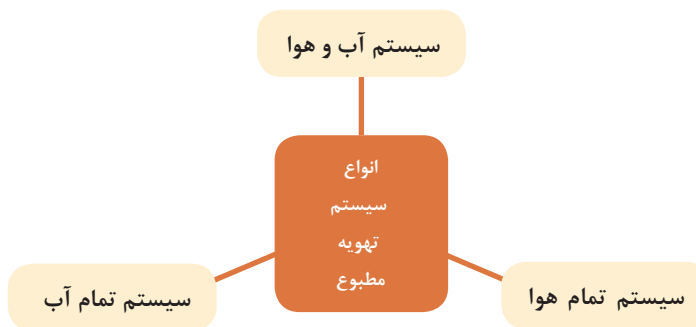 سیستم آب و هوا
انواع
سیستم
تهویه
مطبوع
سیستم تمام هوا
سیستم تمام آب